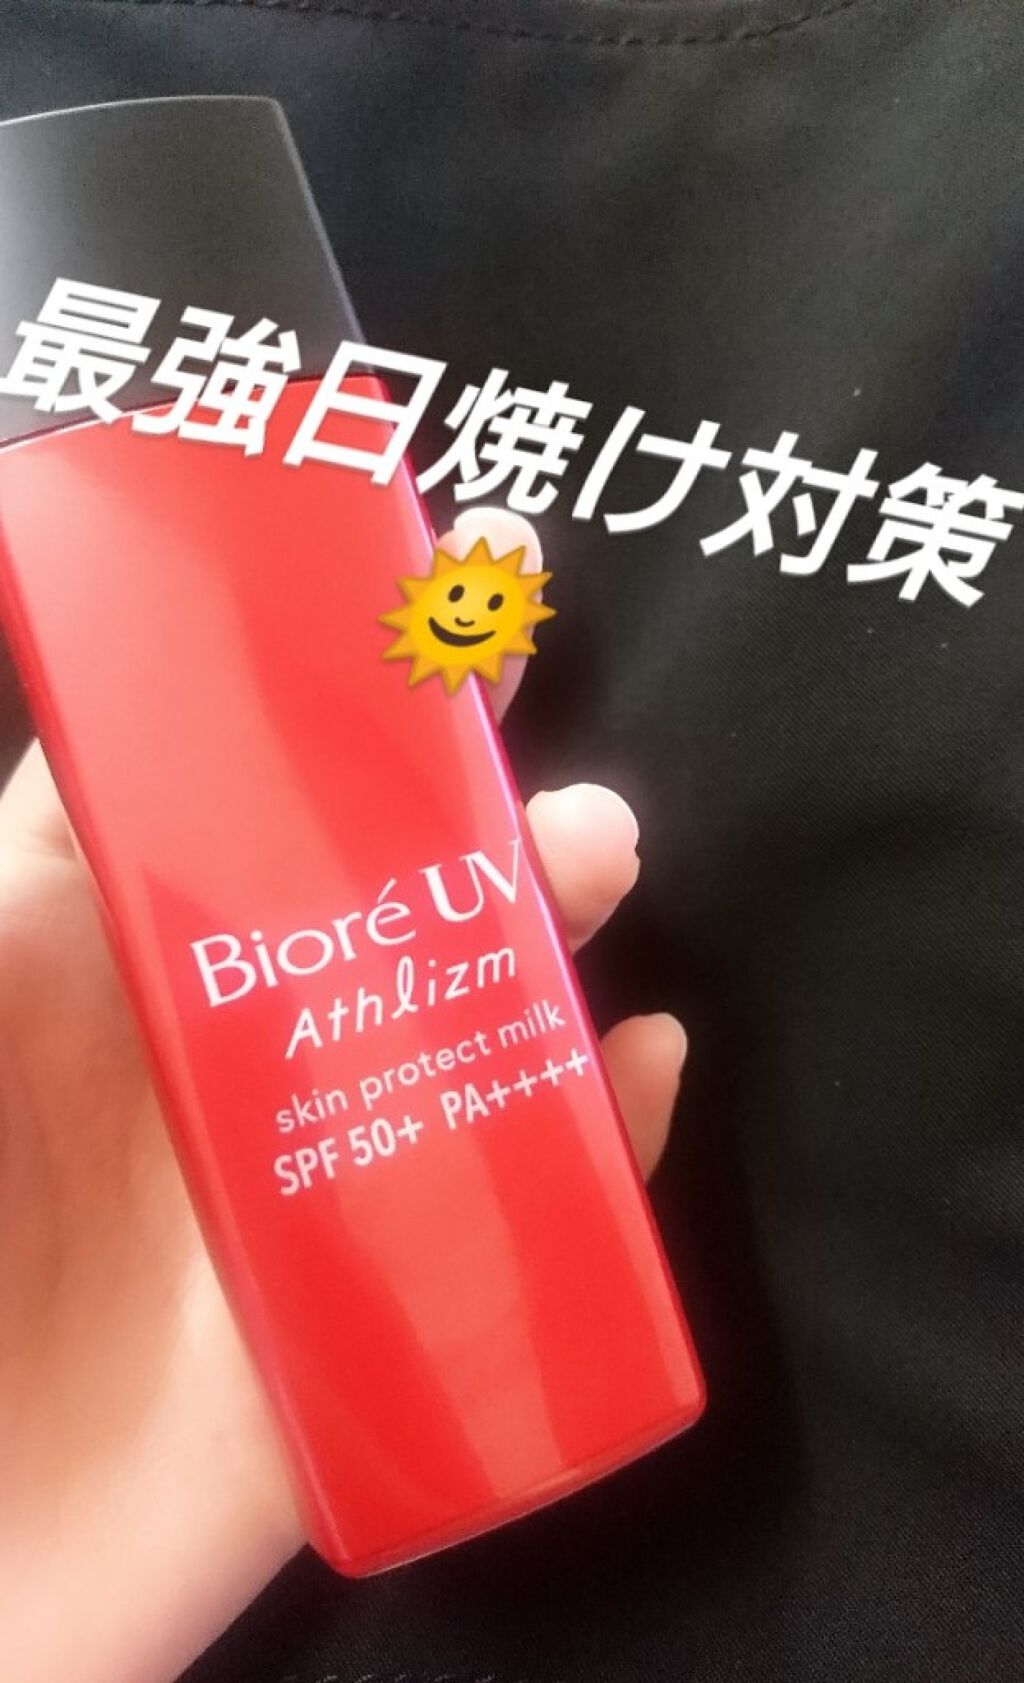 最強日焼け対策
Bioré UV
Athlizm
skin protect milk
SPF 50+ PA++++